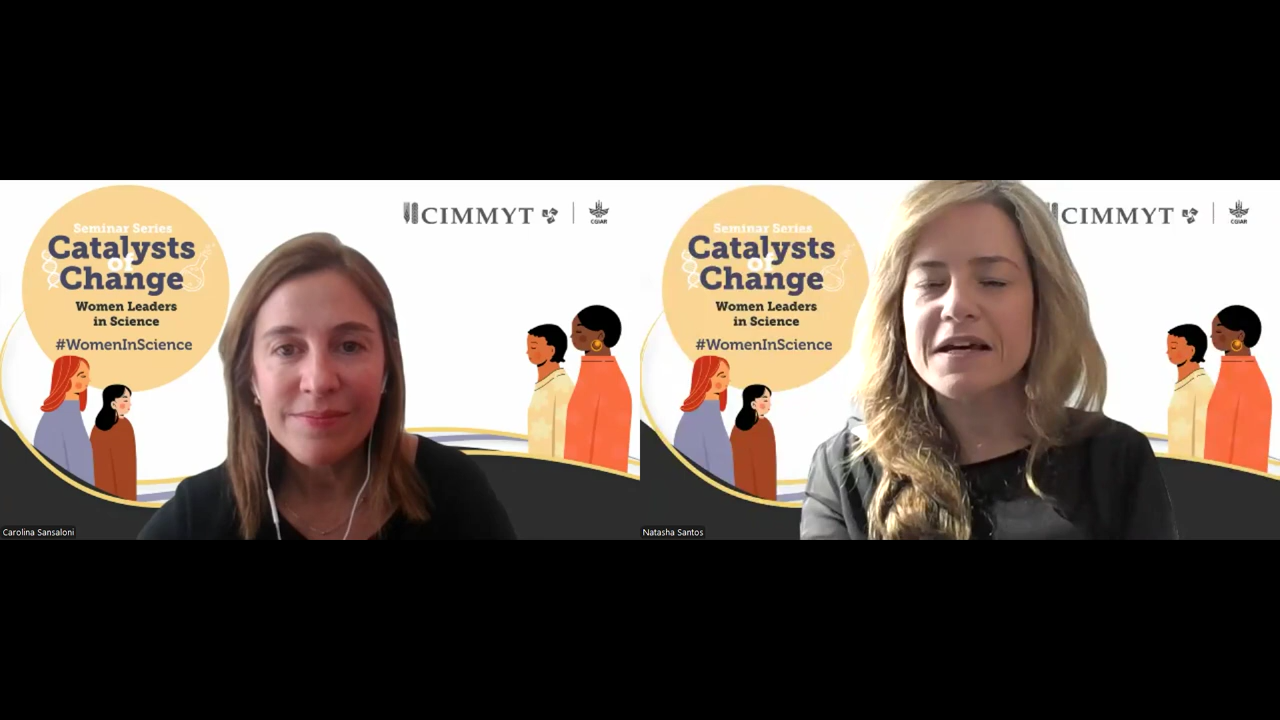 Seminar Series
Catalysts
of
Change
Women Leaders
in Science
#WomenInScience
CIMMYT
CGIAR
Carolina Sansaloni
Seminar Series
Catalysts
of
Change
Women Leaders
in Science
#WomenInScience
CIMMYT
CGIAR
Natasha Santos